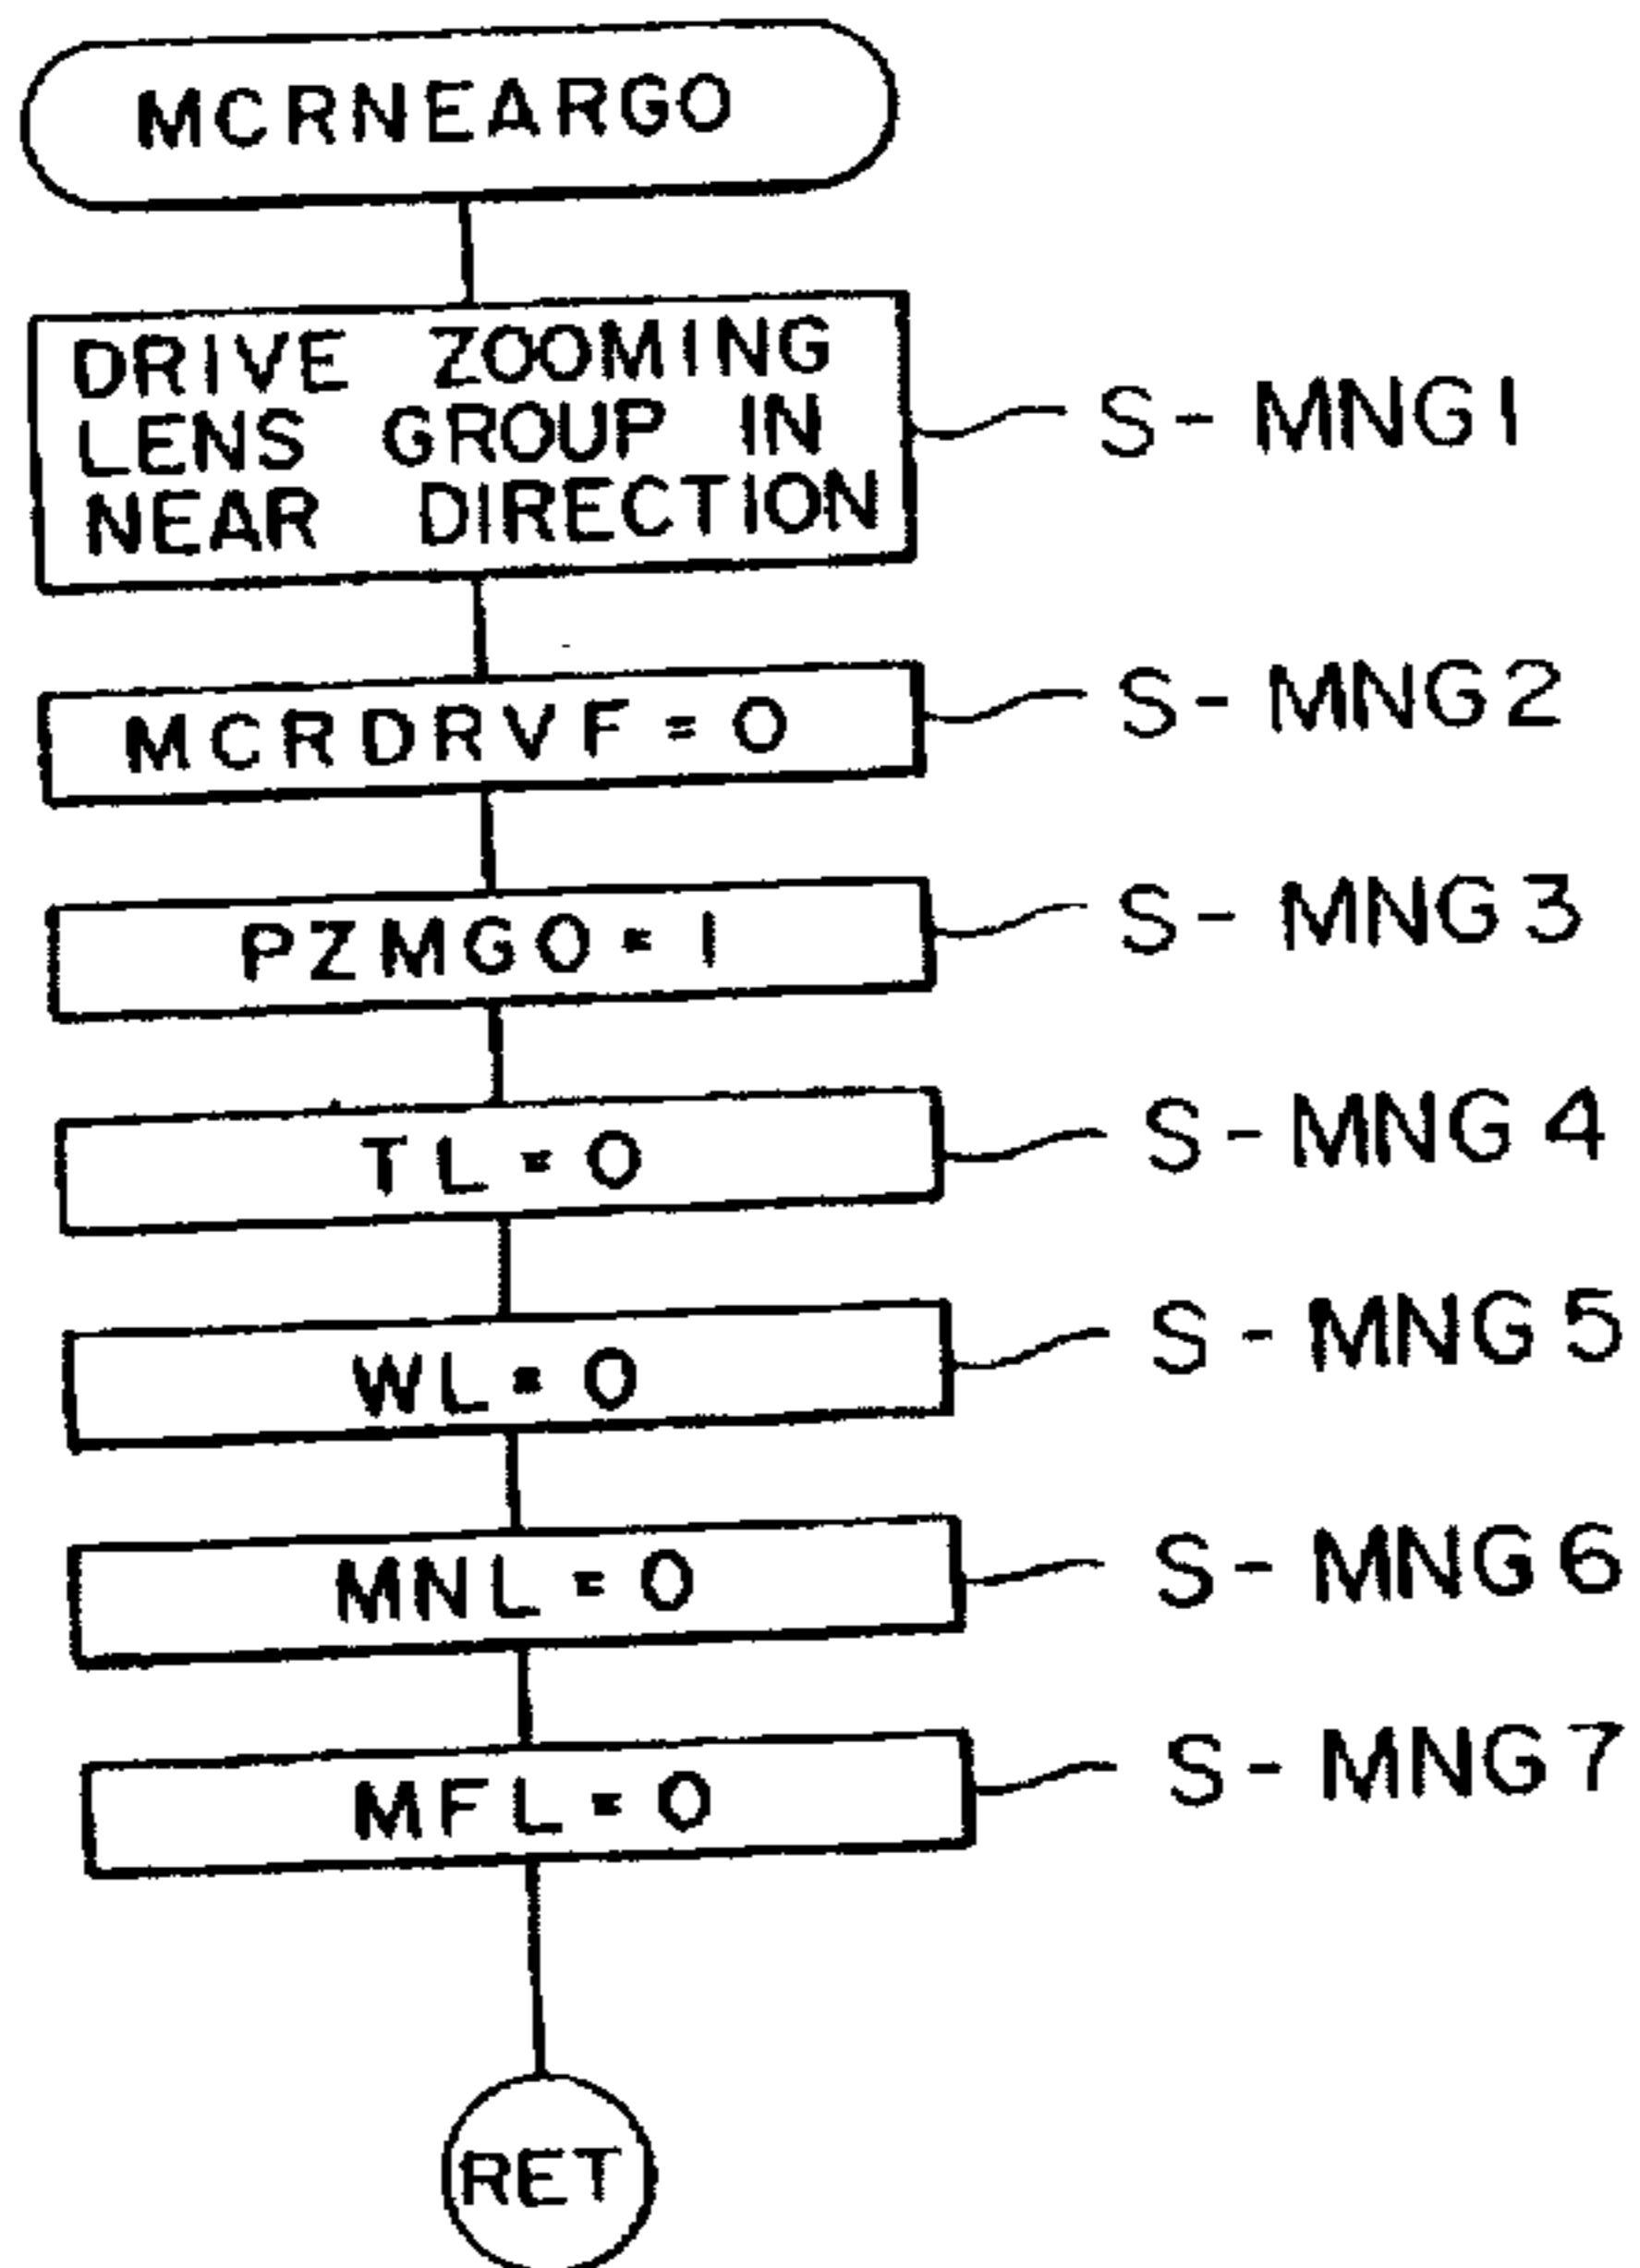 MCRNEARGO
DRIVE ZOOMING
LENS GROUP IN
NEAR DIRECTION
S-MNG1
MCRDRVF=0
S-MNG2
PZMGO=1
S-MNG3
TL=0
S-MNG4
WL=0
S-MNG5
MNL=0
S-MNG6
MFL=0
S-MNG7
RET